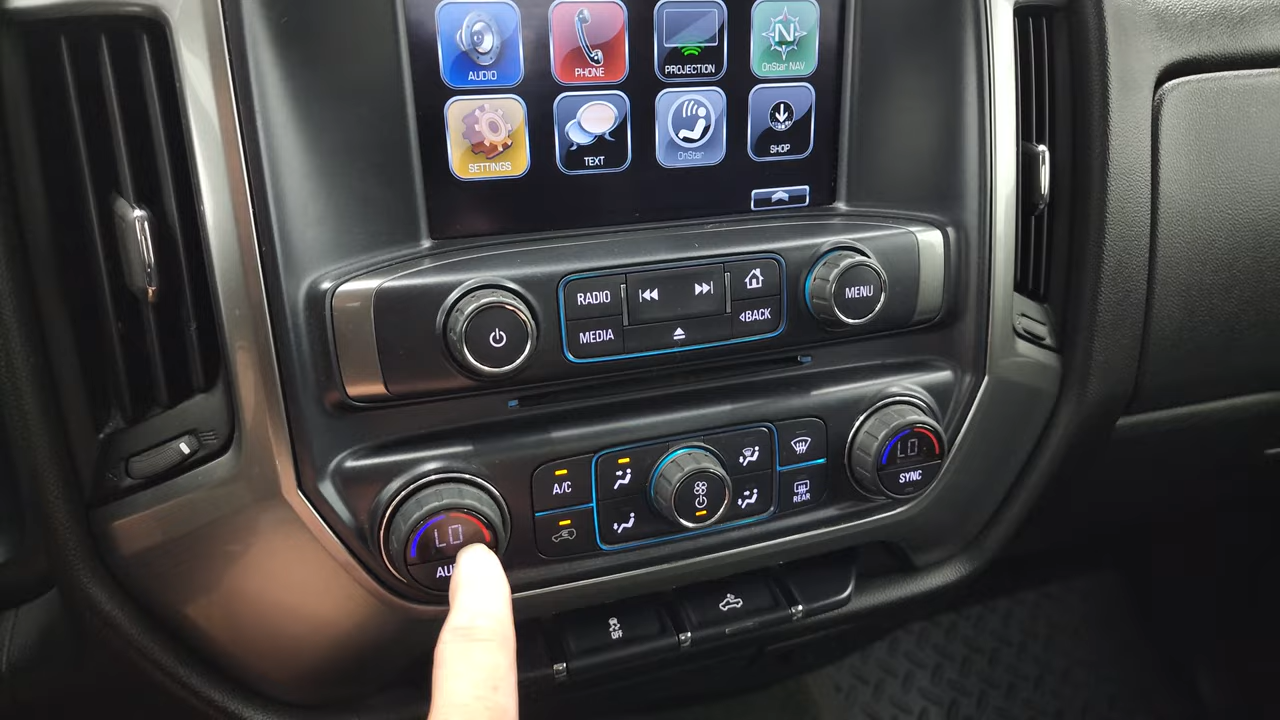 AUDIO
PHONE
PROJECTION
OnStar NAV
SETTINGS
TEXT
OnStar
SHOP
RADIO
MEDIA
BACK
MENU
A/C
REAR
LO
SYNC
LO
OFF